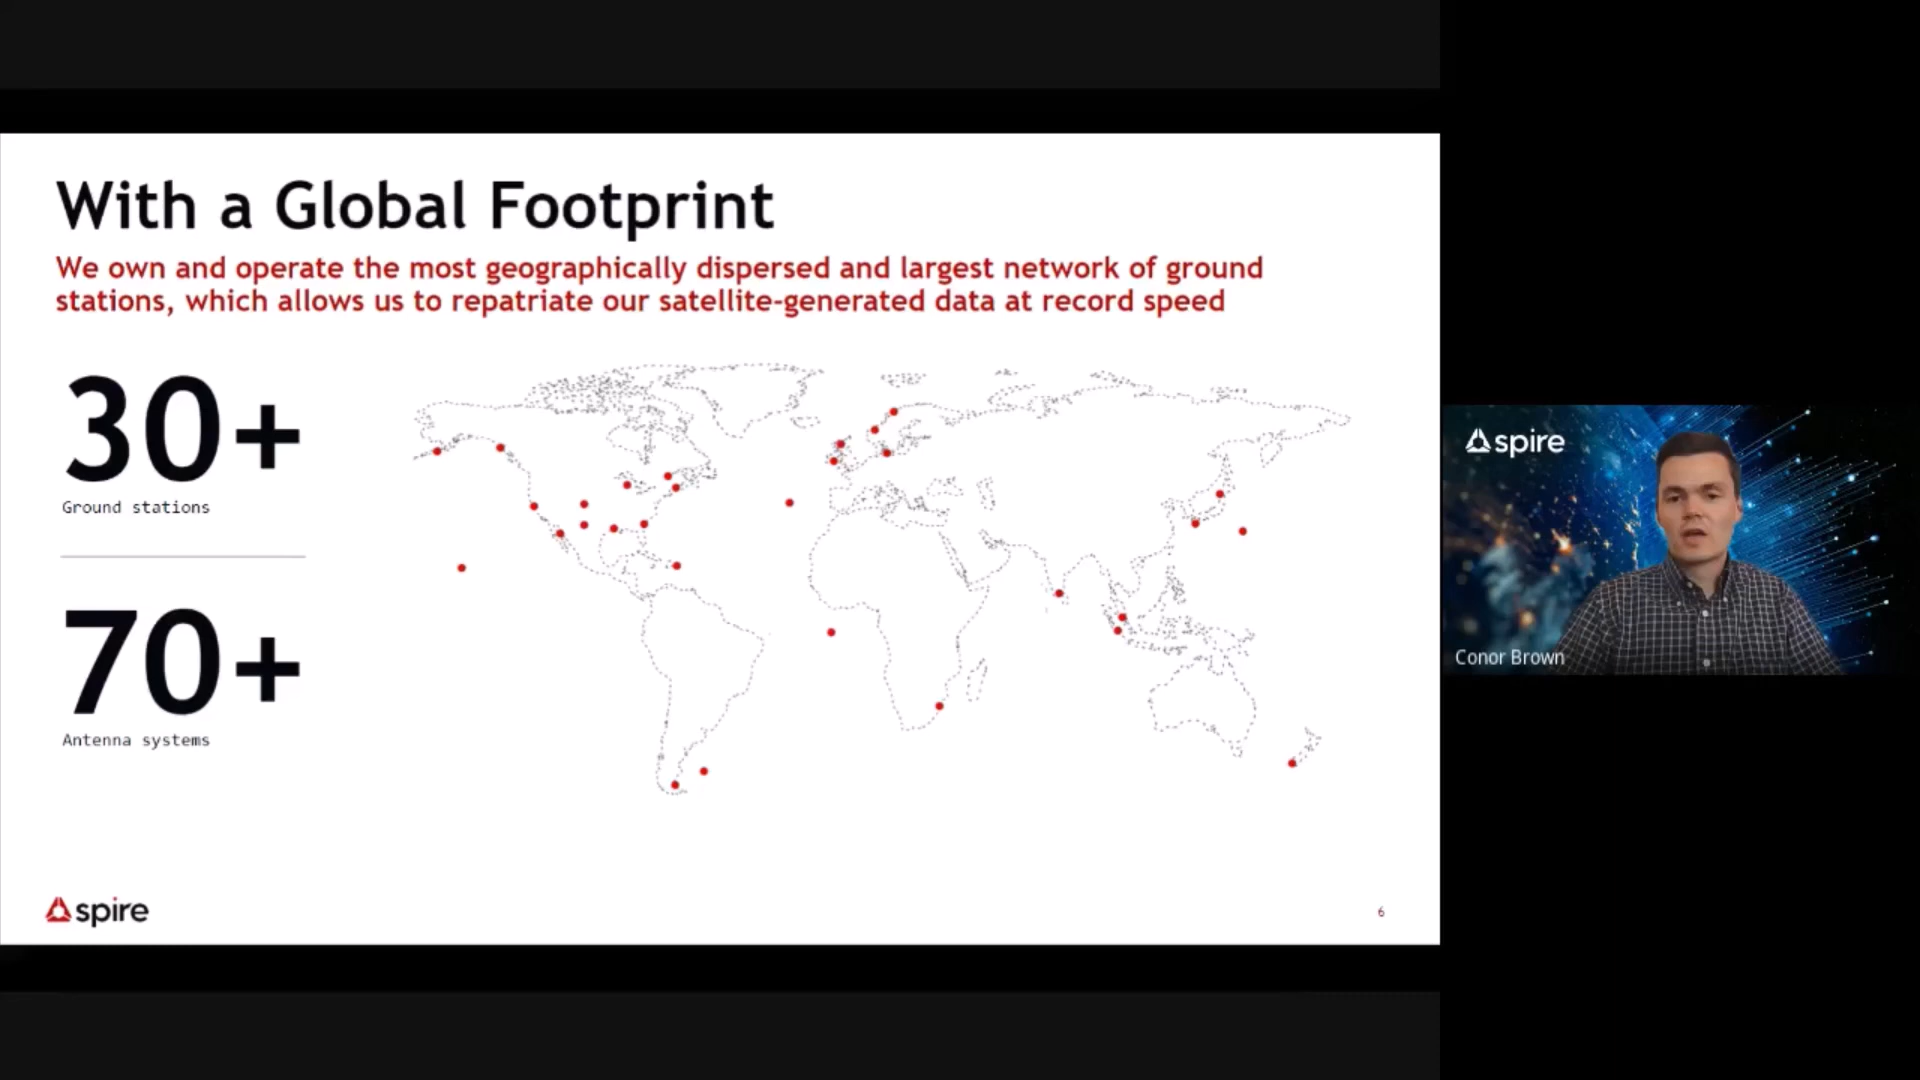 With a Global Footprint
We own and operate the most geographically dispersed and largest network of ground
stations, which allows us to repatriate our satellite-generated data at record speed
30+
Ground stations
70+
Antenna systems
spire
6
spire
Conor Brown